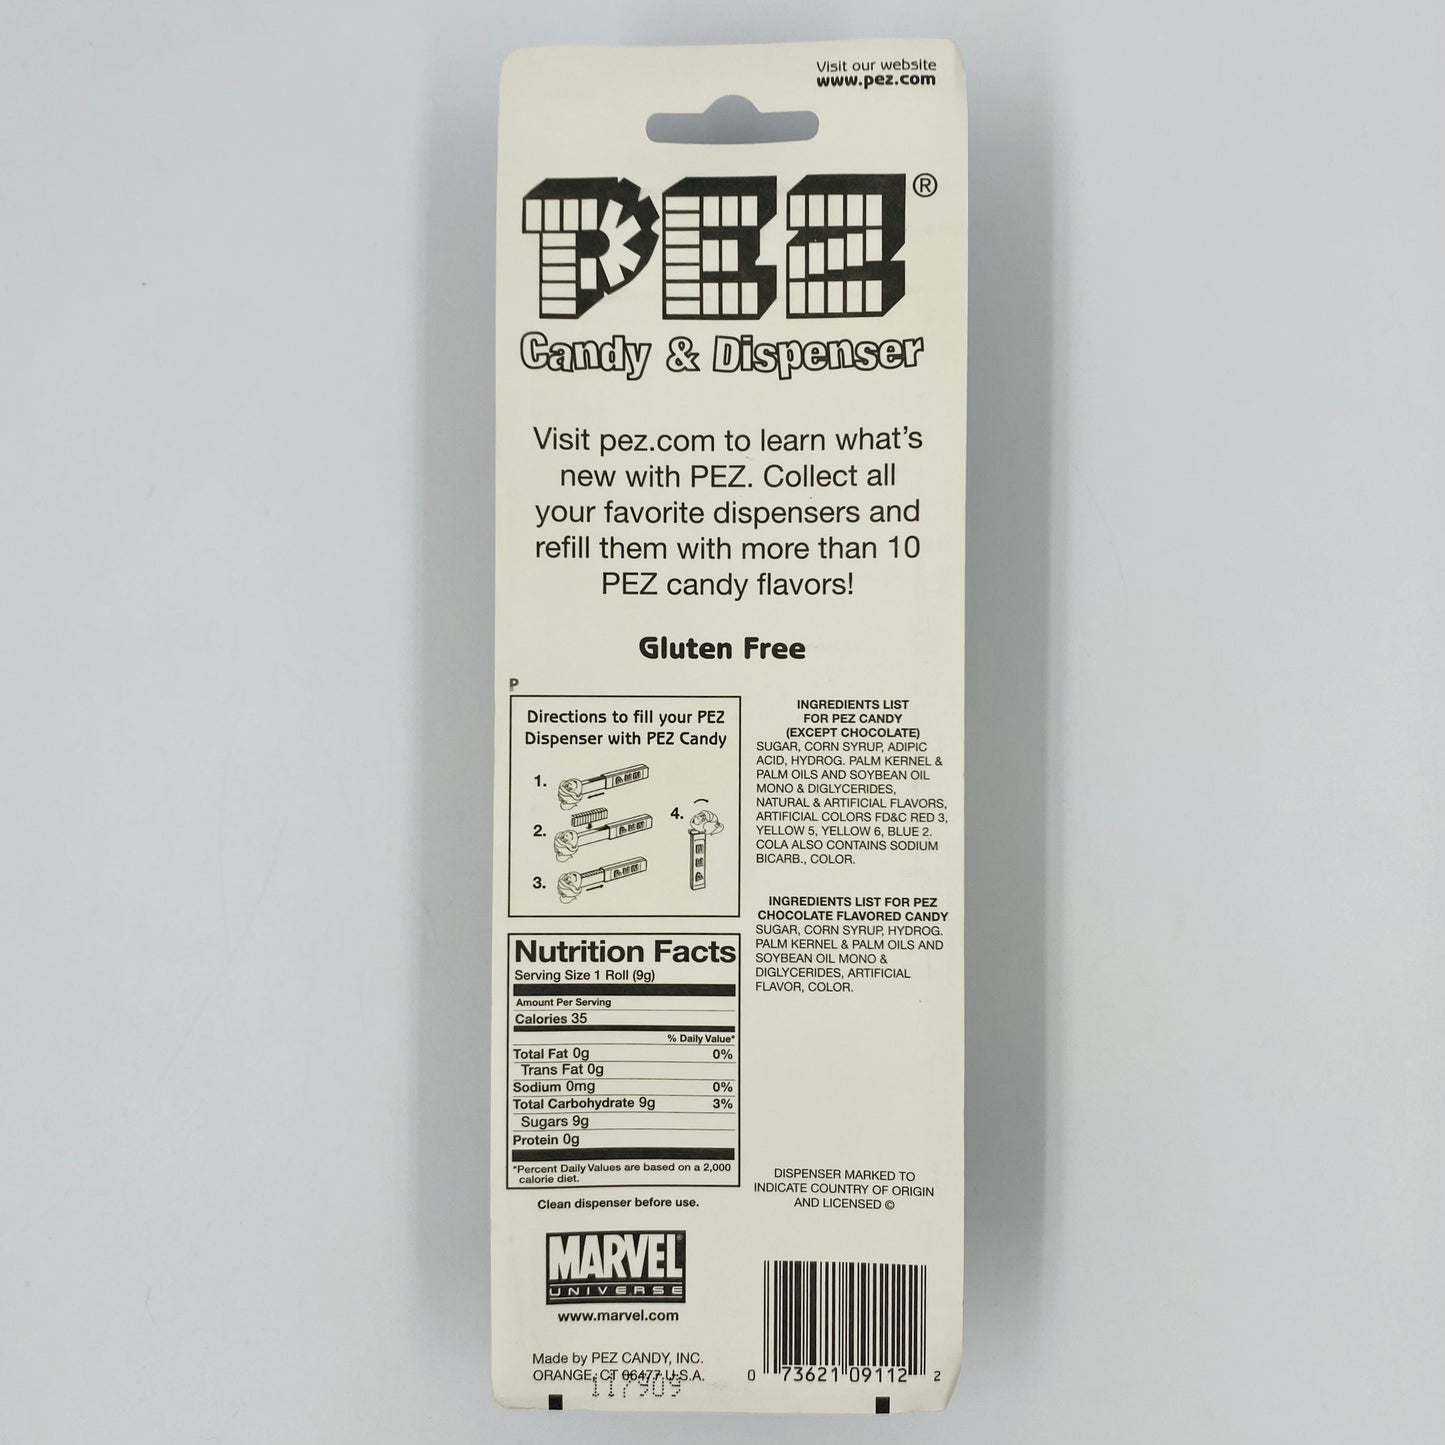 Visit our website
www.pez.com
PEZ®
Candy & Dispenser
Visit pez.com to learn what's
new with PEZ. Collect all
your favorite dispensers and
refill them with more than 10
PEZ candy flavors!
Gluten Free
P
Directions to fill your PEZ
Dispenser with PEZ Candy
1.
2.
3.
4.
Nutrition Facts
Serving Size 1 Roll (9g)
Amount Per Serving
Calories 35
% Daily Value*
Total Fat 0g 0%
Trans Fat 0g
Sodium 0mg 0%
Total Carbohydrate 9g 3%
Sugars 9g
Protein 0g
*Percent Daily Values are based on a 2,000
calorie diet.
Clean dispenser before use.
MARVEL®
UNIVERSE
www.marvel.com
Made by PEZ CANDY, INC.
ORANGE, CT 06477 U.S.A.
117909
INGREDIENTS LIST
FOR PEZ CANDY
(EXCEPT CHOCOLATE)
SUGAR, CORN SYRUP, ADIPIC
ACID, HYDROG. PALM KERNEL &
PALM OILS AND SOYBEAN OIL
MONO & DIGLYCERIDES,
NATURAL & ARTIFICIAL FLAVORS,
ARTIFICIAL COLORS FD&C RED 3,
YELLOW 5, YELLOW 6, BLUE 2.
COLA ALSO CONTAINS SODIUM
BICARB., COLOR.
INGREDIENTS LIST FOR PEZ
CHOCOLATE FLAVORED CANDY
SUGAR, CORN SYRUP, HYDROG.
PALM KERNEL & PALM OILS AND
SOYBEAN OIL MONO &
DIGLYCERIDES, ARTIFICIAL
FLAVOR, COLOR.
DISPENSER MARKED TO
INDICATE COUNTRY OF ORIGIN
AND LICENSED ©
0 73621 09112 2